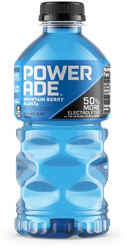 POWER
ADE
MOUNTAIN BERRY
BLAST
50%
MORE
ELECTROLYTES